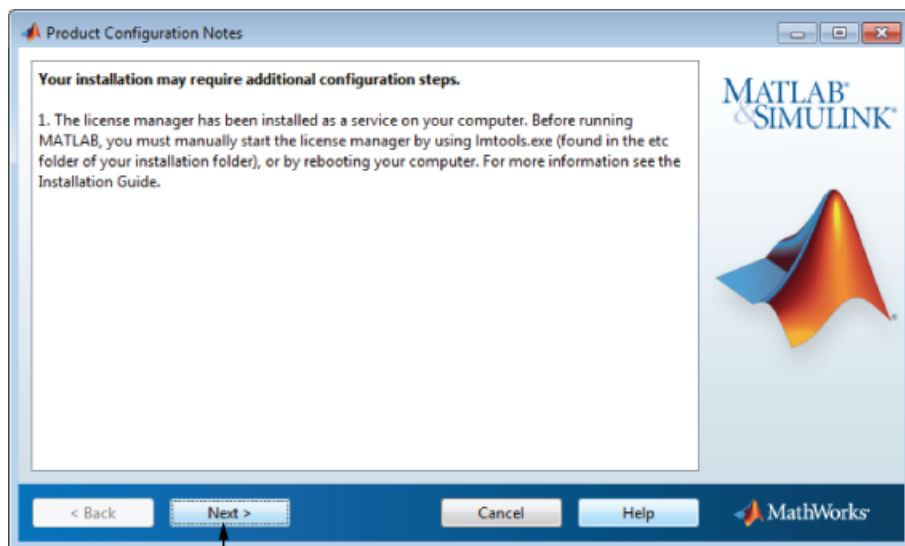 Product Configuration Notes
Your installation may require additional configuration steps.
1. The license manager has been installed as a service on your computer. Before running
MATLAB, you must manually start the license manager by using lmtools.exe (found in the etc
folder of your installation folder), or by rebooting your computer. For more information see the
Installation Guide.
MATLAB®
&SIMULINK®
< Back
Next >
Cancel
Help
MathWorks®